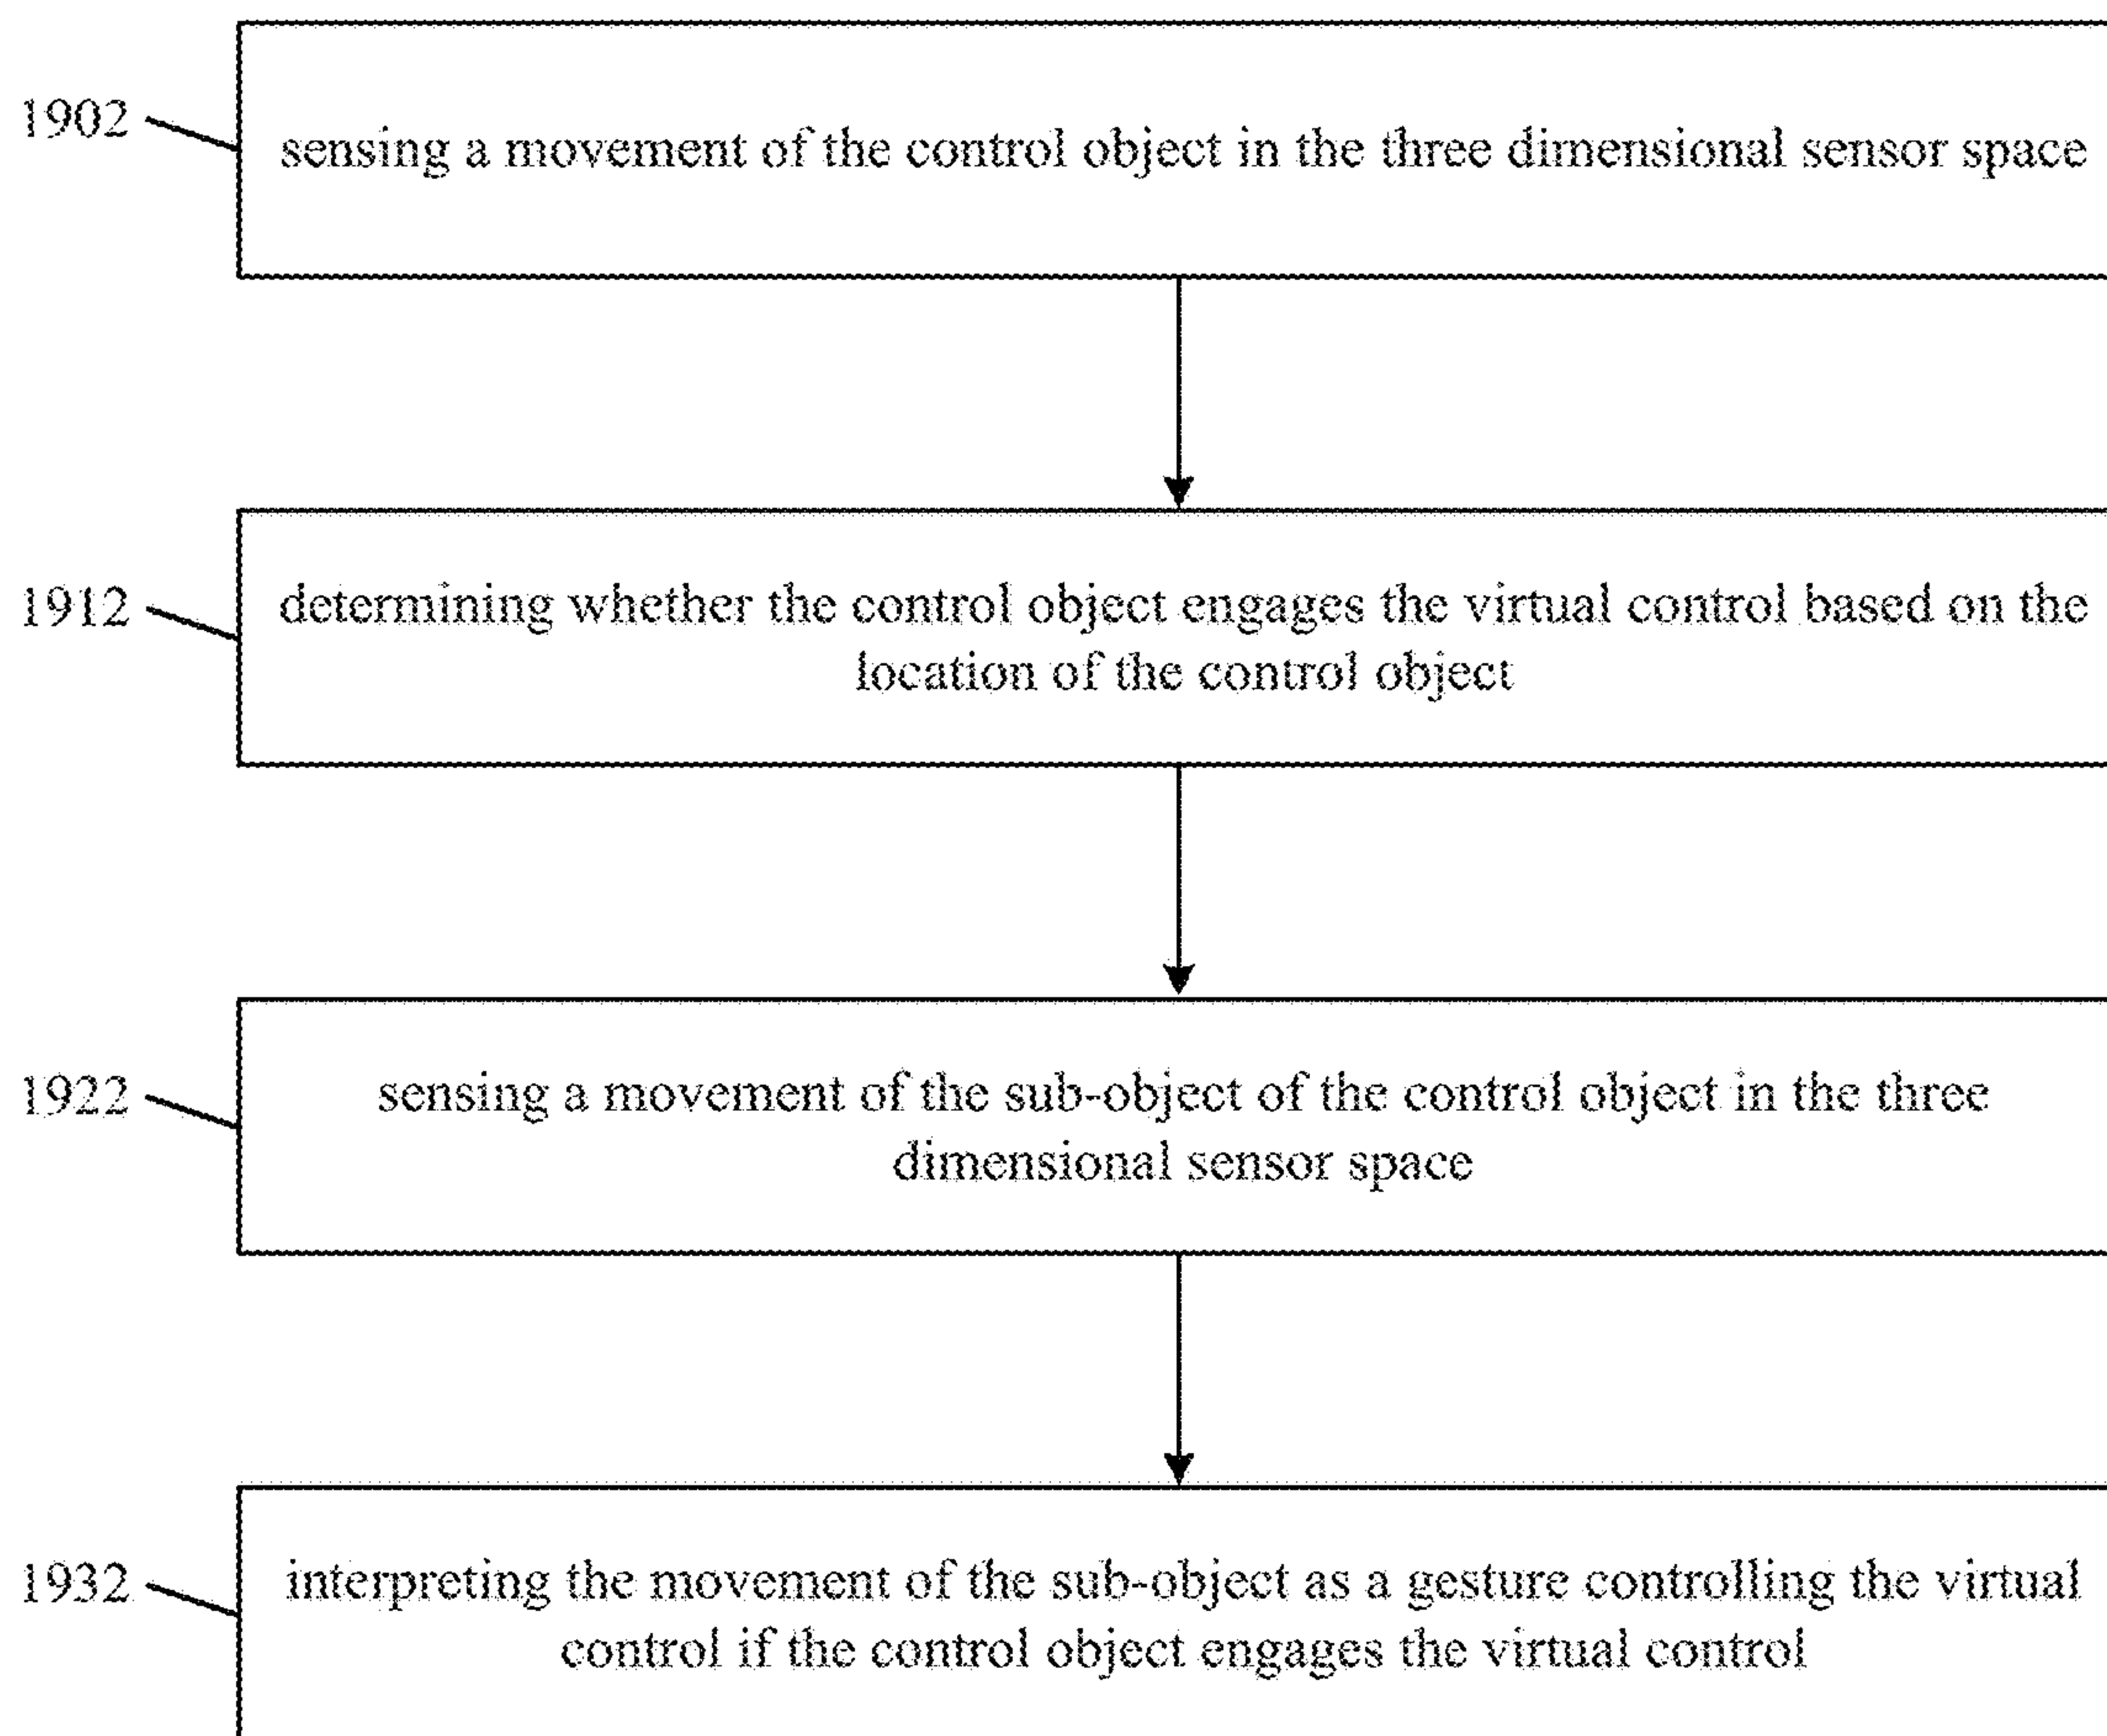 1902
sensing a movement of the control object in the three dimensional sensor space
1912
determining whether the control object engages the virtual control based on the
location of the control object
1922
sensing a movement of the sub-object of the control object in the three
dimensional sensor space
1932
interpreting the movement of the sub-object as a gesture controlling the virtual
control if the control object engages the virtual control